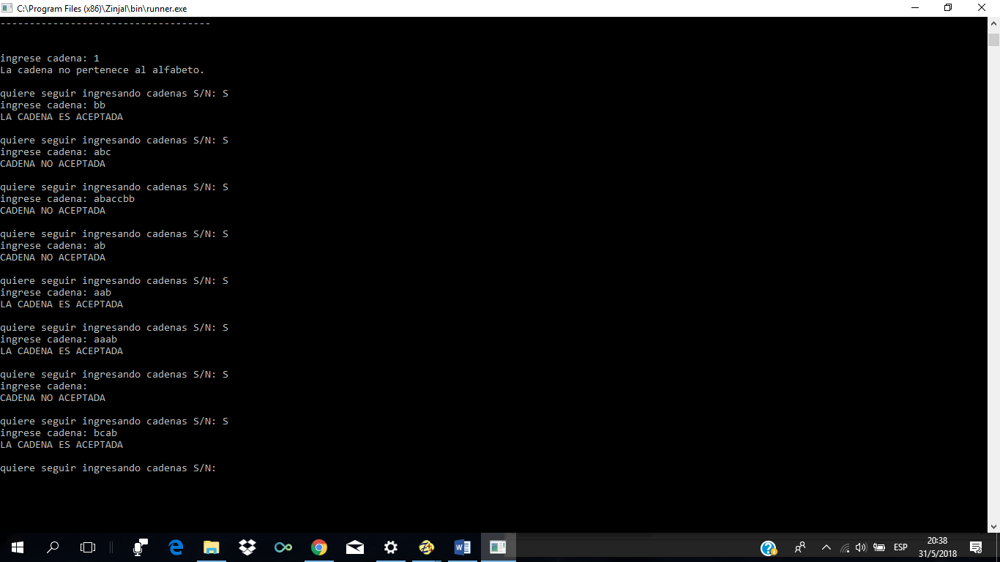 C:\Program Files (x86)\Zinjal\bin\runner.exe
------------------------------------
ingrese cadena: 1
La cadena no pertenece al alfabeto.
quiere seguir ingresando cadenas S/N: S
ingrese cadena: bb
LA CADENA ES ACEPTADA
quiere seguir ingresando cadenas S/N: S
ingrese cadena: abc
CADENA NO ACEPTADA
quiere seguir ingresando cadenas S/N: S
ingrese cadena: abaccbb
CADENA NO ACEPTADA
quiere seguir ingresando cadenas S/N: S
ingrese cadena: ab
CADENA NO ACEPTADA
quiere seguir ingresando cadenas S/N: S
ingrese cadena: aab
LA CADENA ES ACEPTADA
quiere seguir ingresando cadenas S/N: S
ingrese cadena: aaab
LA CADENA ES ACEPTADA
quiere seguir ingresando cadenas S/N: S
ingrese cadena:
CADENA NO ACEPTADA
quiere seguir ingresando cadenas S/N: S
ingrese cadena: bcab
LA CADENA ES ACEPTADA
quiere seguir ingresando cadenas S/N:
ESP
20:38
31/5/2018